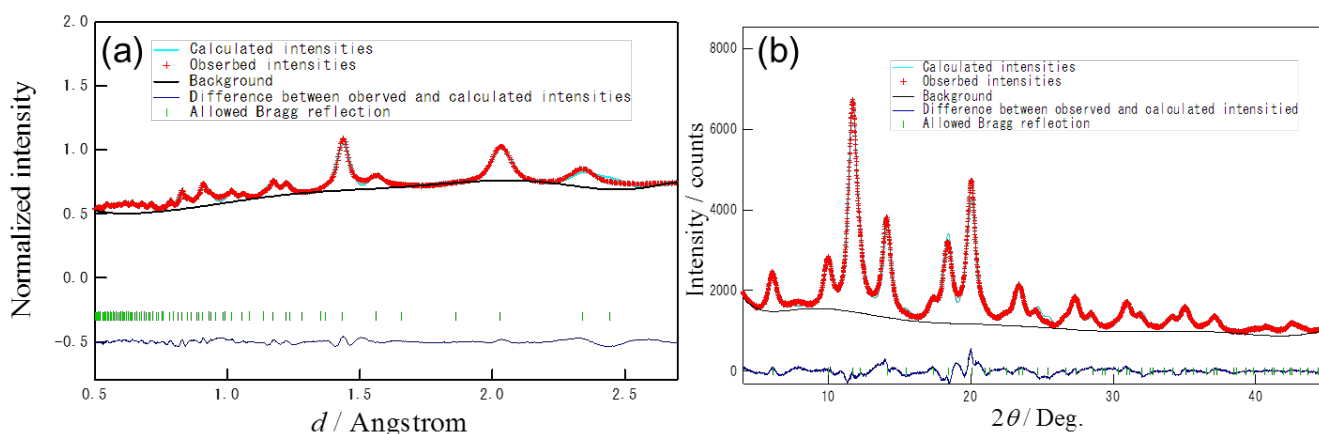 (a)
2.0
1.5
1.0
0.5
0.0
-0.5
Normalized intensity
Calculated intensities
Obserbed intensities
Background
Difference between oberved and calculated intensities
Allowed Bragg reflection
0.5 1.0 1.5 2.0 2.5
d / Angstrom
(b)
8000
6000
4000
2000
0
Intensity / counts
Calculated intensities
Obserbed intensities
Background
Difference between observed and calculated intensitied
Allowed Bragg reflection
10 20 30 40
2θ / Deg.